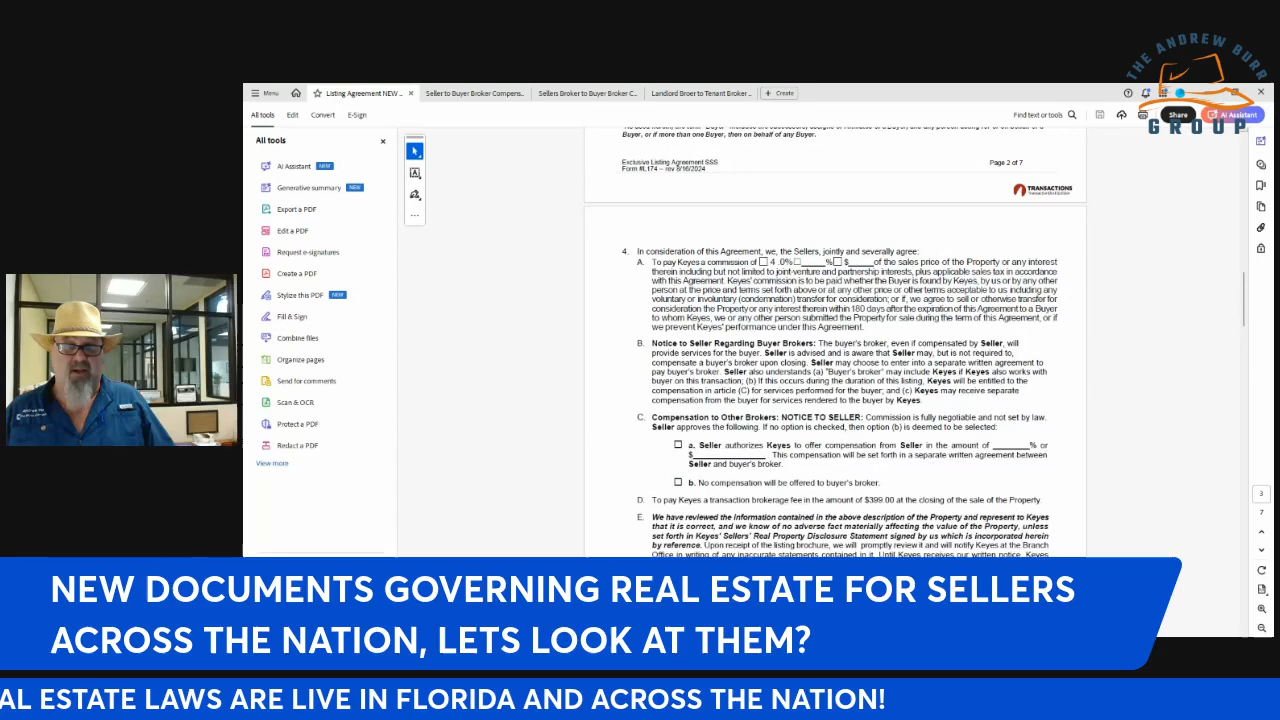 THE ANDREW BURR
GROUP
Menu
Listing Agreement NEW ...
Seller to Buyer Broker Compens...
Sellers Broker to Buyer Broker C...
Landlord Broer to Tenant Broker ...
Create
All tools
Edit
Convert
E-Sign
Find text or tools
Share
AI Assistant
All tools
AI Assistant NEW
Generative summary NEW
Export a PDF
Edit a PDF
Request e-signatures
Create a PDF
Stylize this PDF NEW
Fill & Sign
Combine files
Organize pages
Send for comments
Scan & OCR
Protect a PDF
Redact a PDF
View more
Buyer, or if more than one Buyer, then on behalf of any Buyer.
Exclusive Listing Agreement SSS
Page 2 of 7
Form #L174 – rev 8/16/2024
TRANSACTIONS
4. In consideration of this Agreement, we, the Sellers, jointly and severally agree:
A. To pay Keyes a commission of ☐ 4 .0%☐_____%☐ $_____of the sales price of the Property or any interest
therein including but not limited to joint-venture and partnership interests, plus applicable sales tax in accordance
with this Agreement. Keyes' commission is to be paid whether the Buyer is found by Keyes, by us or by any other
person at the price and terms set forth above or at any other price or other terms acceptable to us including any
voluntary or involuntary (condemnation) transfer for consideration; or if, we agree to sell or otherwise transfer for
consideration the Property or any interest therein within 180 days after the expiration of this Agreement to a Buyer
to whom Keyes, we or any other person submitted the Property for sale during the term of this Agreement, or if
we prevent Keyes' performance under this Agreement.
B. Notice to Seller Regarding Buyer Brokers: The buyer's broker, even if compensated by Seller, will
provide services for the buyer. Seller is advised and is aware that Seller may, but is not required to,
compensate a buyer's broker upon closing. Seller may choose to enter into a separate written agreement to
pay buyer's broker. Seller also understands (a) "Buyer's broker" may include Keyes if Keyes also works with
buyer on this transaction; (b) If this occurs during the duration of this listing, Keyes will be entitled to the
compensation in article (C) for services performed for the buyer; and (c) Keyes may receive separate
compensation from the buyer for services rendered to the buyer by Keyes.
C. Compensation to Other Brokers: NOTICE TO SELLER: Commission is fully negotiable and not set by law.
Seller approves the following. If no option is checked, then option (b) is deemed to be selected:
☐ a. Seller authorizes Keyes to offer compensation from Seller in the amount of ________% or
$________________ This compensation will be set forth in a separate written agreement between
Seller and buyer's broker.
☐ b. No compensation will be offered to buyer's broker.
D. To pay Keyes a transaction brokerage fee in the amount of $399.00 at the closing of the sale of the Property
E. We have reviewed the Information contained in the above description of the Property and represent to Keyes
that it is correct, and we know of no adverse fact materially affecting the value of the Property, unless
set forth in Keyes' Sellers' Real Property Disclosure Statement signed by us which is incorporated herein
by reference. Upon receipt of the listing brochure, we will promptly review it and will notify Keyes at the Branch
Office in writing of any inaccurate statements contained in it. Until Keyes receives our written notice, Keyes
3
7
NEW DOCUMENTS GOVERNING REAL ESTATE FOR SELLERS
ACROSS THE NATION, LETS LOOK AT THEM?
AL ESTATE LAWS ARE LIVE IN FLORIDA AND ACROSS THE NATION!